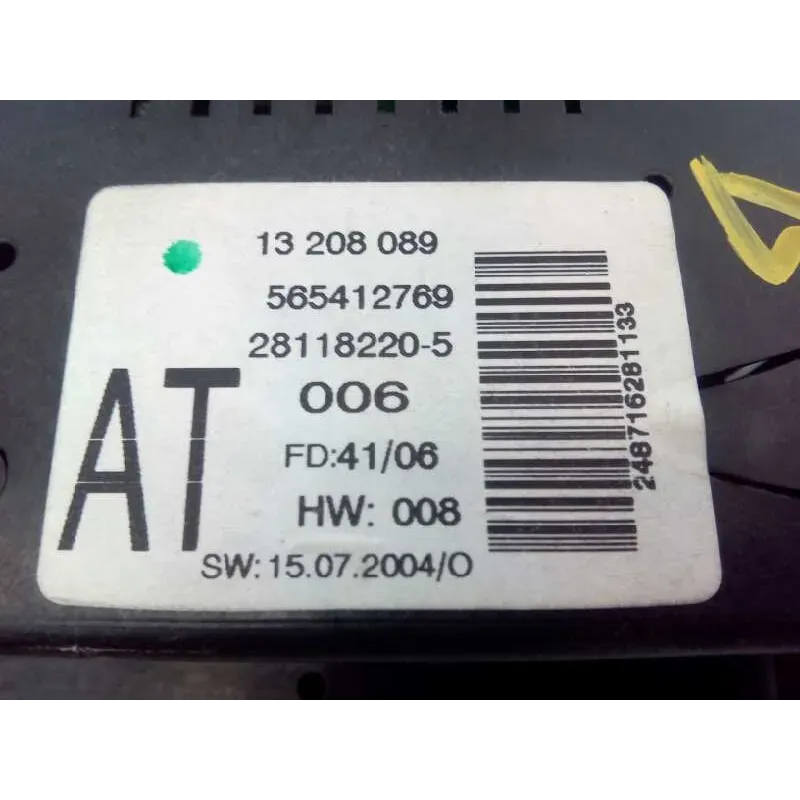 13 208 089
565412769
28118220-5
AT
006
FD:41/06
HW: 008
SW: 15.07.2004/O
248716281133